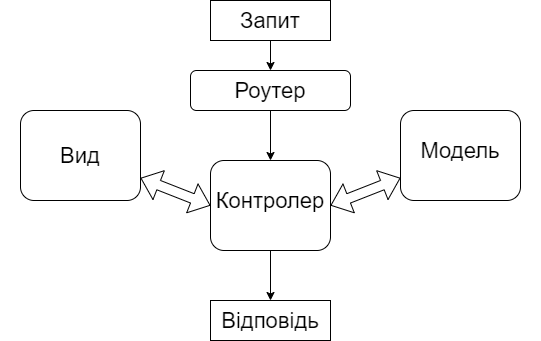 Запит
Роутер
Вид
Модель
Контролер
Відповідь